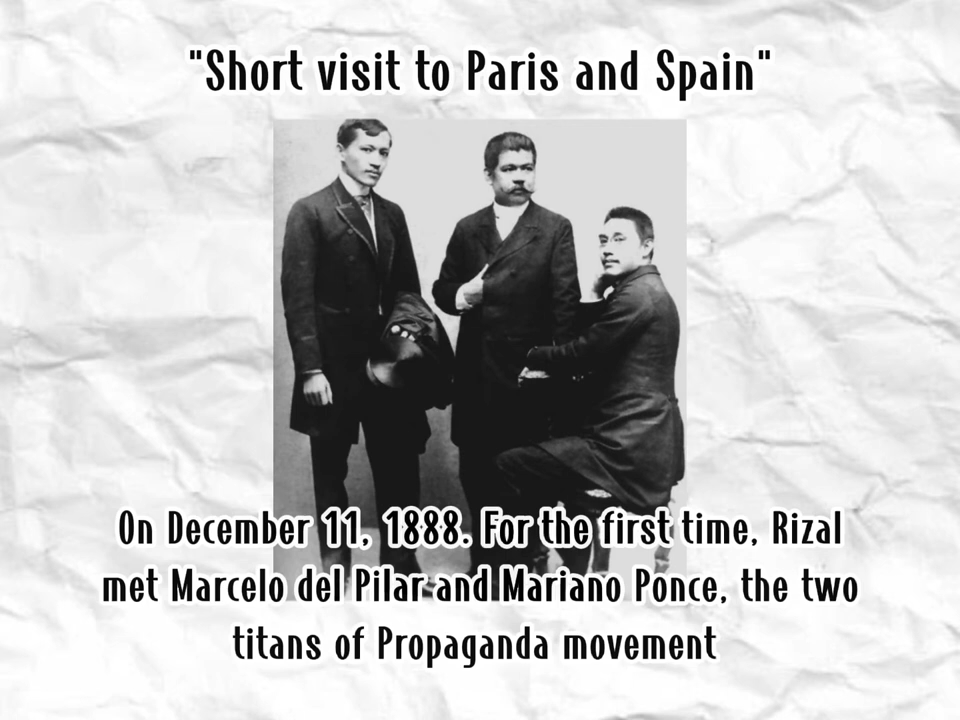 "Short visit to Paris and Spain"
On December 11, 1888. For the first time, Rizal
met Marcelo del Pilar and Mariano Ponce, the two
titans of Propaganda movement